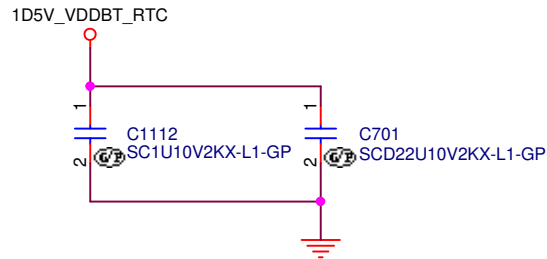 1D5V_VDDBT_RTC
1
1
C1112
C701
SC1U10V2KX-L1-GP
SCD22U10V2KX-L1-GP
2
G/P
2
G/P